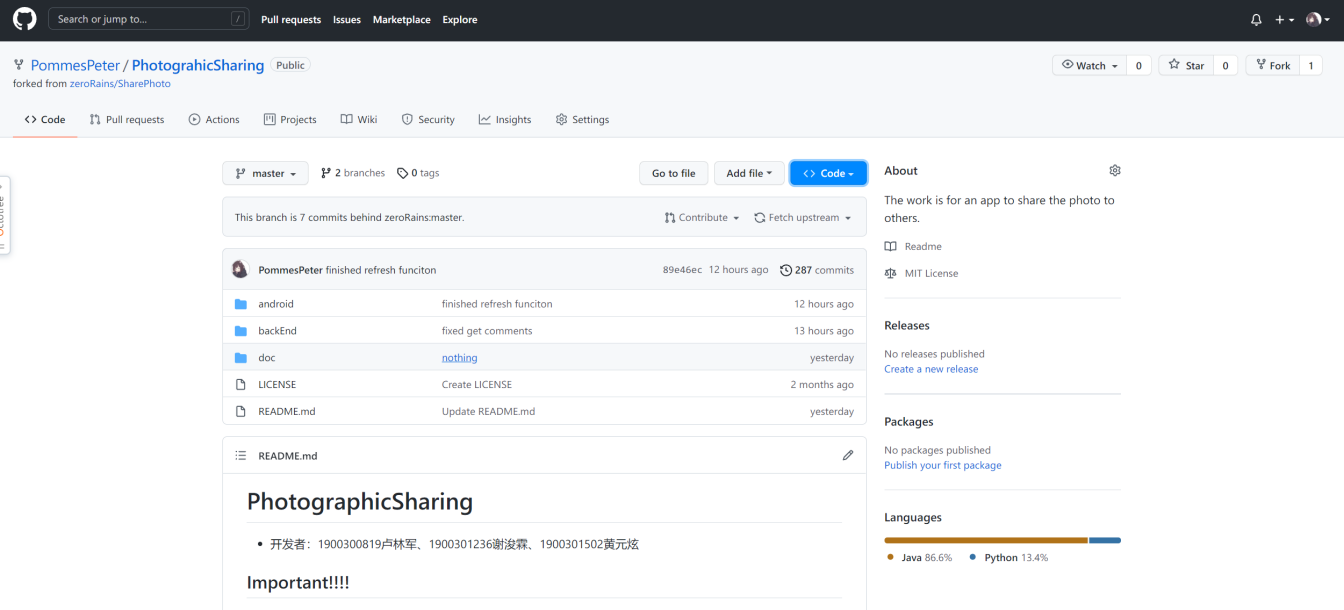 Search or jump to... /
Pull requests Issues Marketplace Explore
PommesPeter / PhotograhicSharing Public
forked from zeroRains/SharePhoto
Watch 0 Star 0 Fork 1
Code Pull requests Actions Projects Wiki Security Insights Settings
master 2 branches 0 tags Go to file Add file Code
This branch is 7 commits behind zeroRains:master. Contribute Fetch upstream
PommesPeter finished refresh funciton 89e46ec 12 hours ago 287 commits
android finished refresh funciton 12 hours ago
backEnd fixed get comments 13 hours ago
doc nothing yesterday
LICENSE Create LICENSE 2 months ago
README.md Update README.md yesterday
README.md
PhotographicSharing
开发者：1900300819卢林军、1900301236谢浚霖、1900301502黄元炫
Important!!!!
About
The work is for an app to share the photo to
others.
Readme
MIT License
Releases
No releases published
Create a new release
Packages
No packages published
Publish your first package
Languages
Java 86.6% Python 13.4%